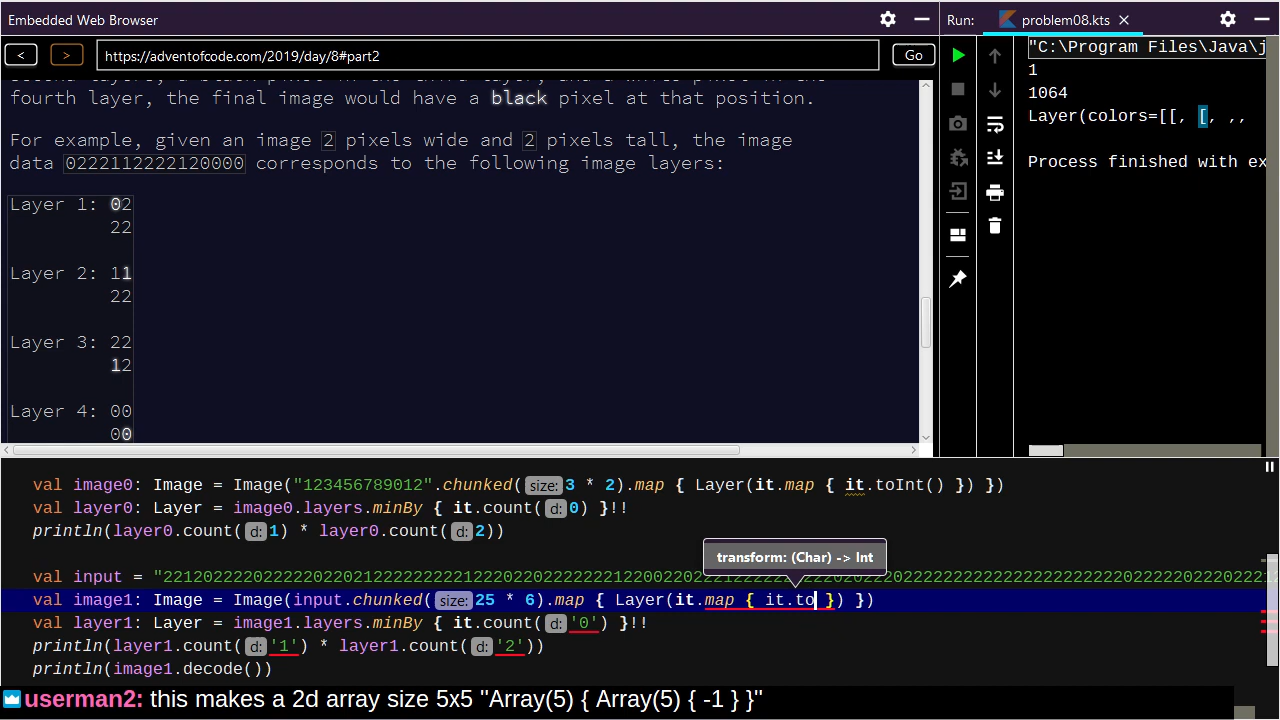 Embedded Web Browser
Run: problem08.kts
< > https://adventofcode.com/2019/day/8#part2 Go
fourth layer, the final image would have a black pixel at that position.
For example, given an image 2 pixels wide and 2 pixels tall, the image
data 0222112222120000 corresponds to the following image layers:
Layer 1: 02
22
Layer 2: 11
22
Layer 3: 22
12
Layer 4: 00
00
"C:\Program Files\Java\j
1
1064
Layer(colors=[[, [, ,,
Process finished with ex
val image0: Image = Image("123456789012".chunked( size: 3 * 2).map { Layer(it.map { it.toInt() }) })
val layer0: Layer = image0.layers.minBy { it.count( d: 0) }!!
println(layer0.count( d: 1) * layer0.count( d: 2))
transform: (Char) -> Int
val input =
val image1: Image = Image(input.chunked( size: 25 * 6).map { Layer(it.map { it.to }) })
val layer1: Layer = image1.layers.minBy { it.count( d: '0') }!!
println(layer1.count( d: '1') * layer1.count( d: '2'))
println(image1.decode())
userman2: this makes a 2d array size 5x5 "Array(5) { Array(5) { -1 } }"